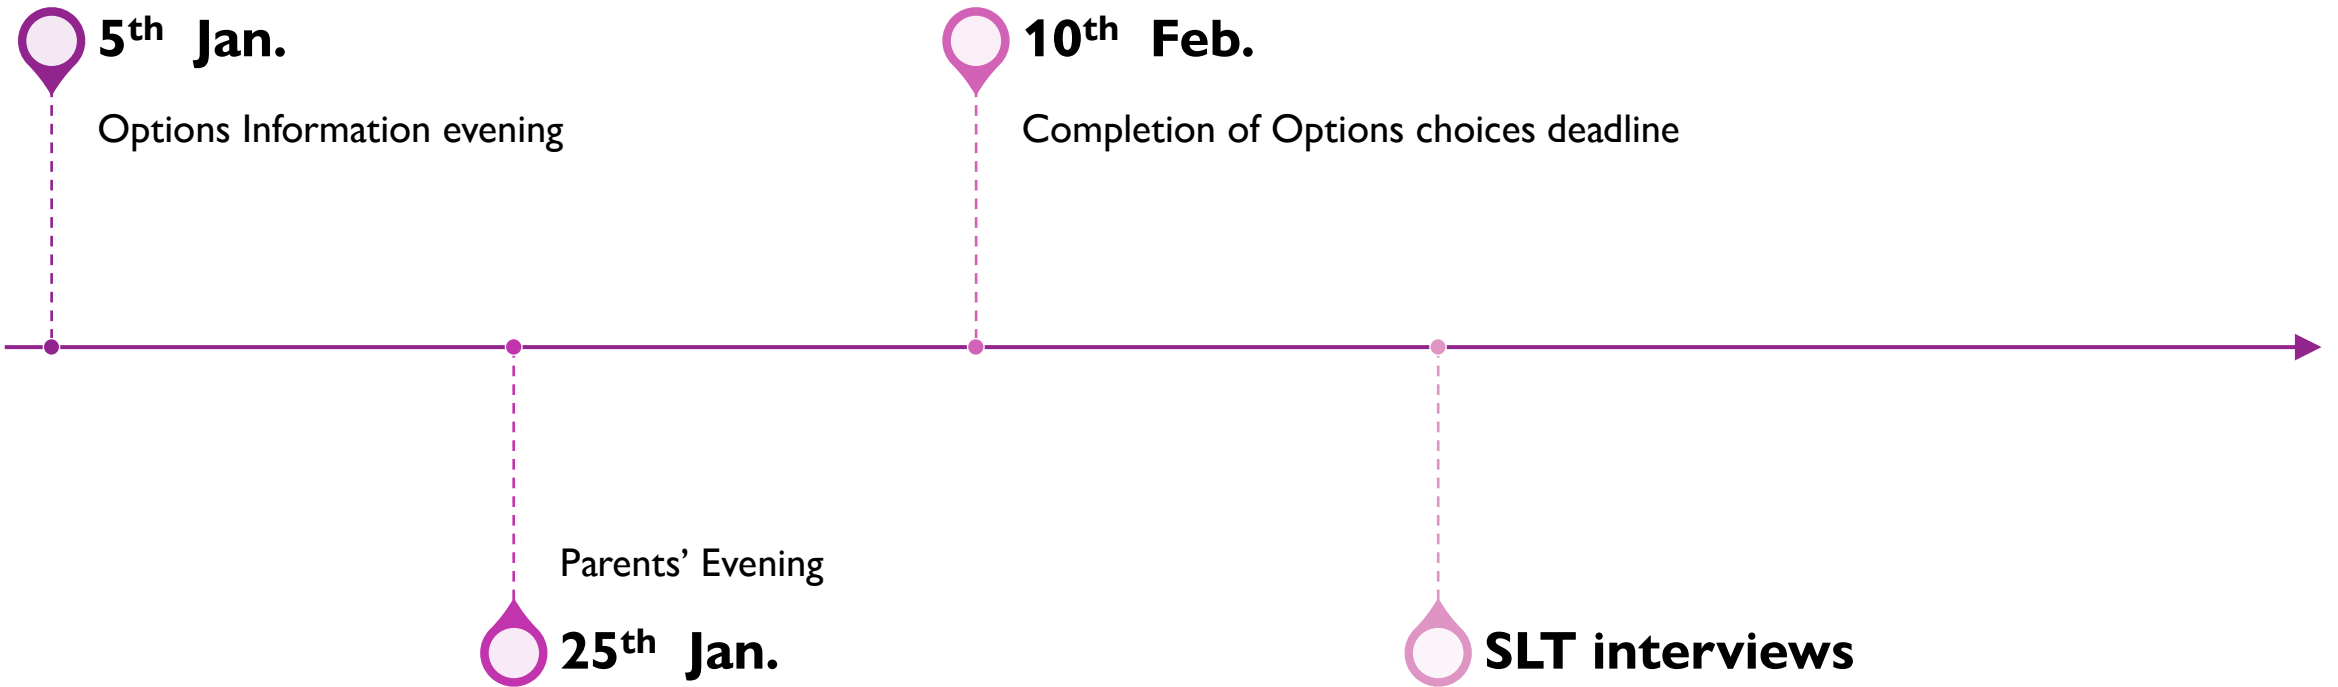 5th Jan.
Options Information evening
Parents’ Evening
25th Jan.
10th Feb.
Completion of Options choices deadline
SLT interviews